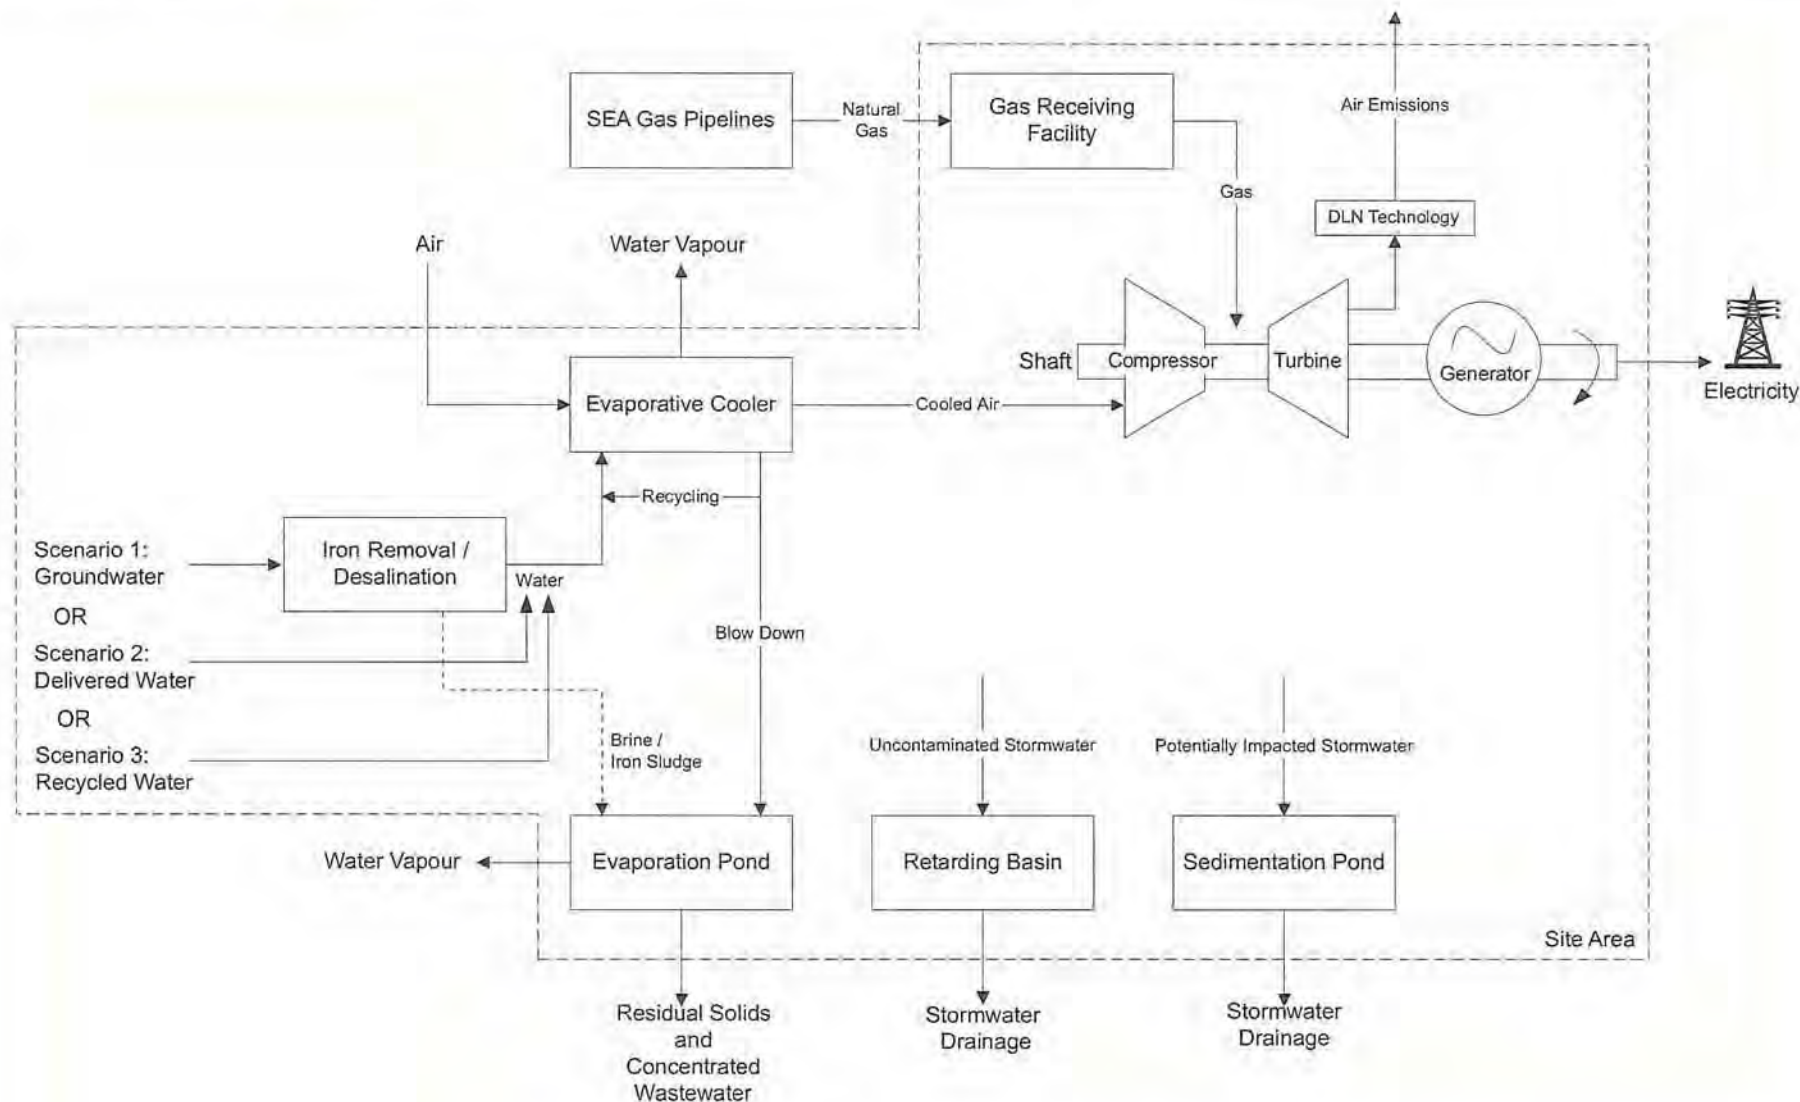 SEA Gas Pipelines
Natural
Gas
Gas Receiving
Facility
Air Emissions
Gas
DLN Technology
Air
Water Vapour
Shaft
Compressor
Turbine
Generator
Electricity
Evaporative Cooler
Cooled Air
Recycling
Scenario 1:
Groundwater
Iron Removal /
Desalination
Water
OR
Scenario 2:
Delivered Water
Blow Down
OR
Scenario 3:
Recycled Water
Brine /
Iron Sludge
Uncontaminated Stormwater
Potentially Impacted Stormwater
Water Vapour
Evaporation Pond
Retarding Basin
Sedimentation Pond
Site Area
Residual Solids
and
Concentrated
Wastewater
Stormwater
Drainage
Stormwater
Drainage